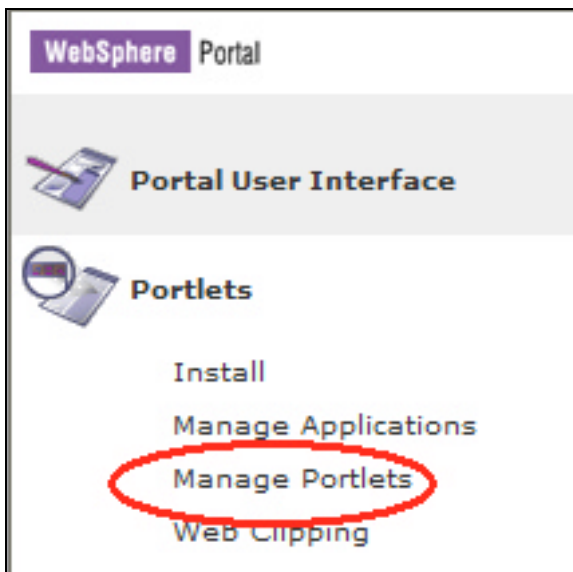 WebSphere Portal
Portal User Interface
Portlets
Install
Manage Applications
Manage Portlets
Web Clipping